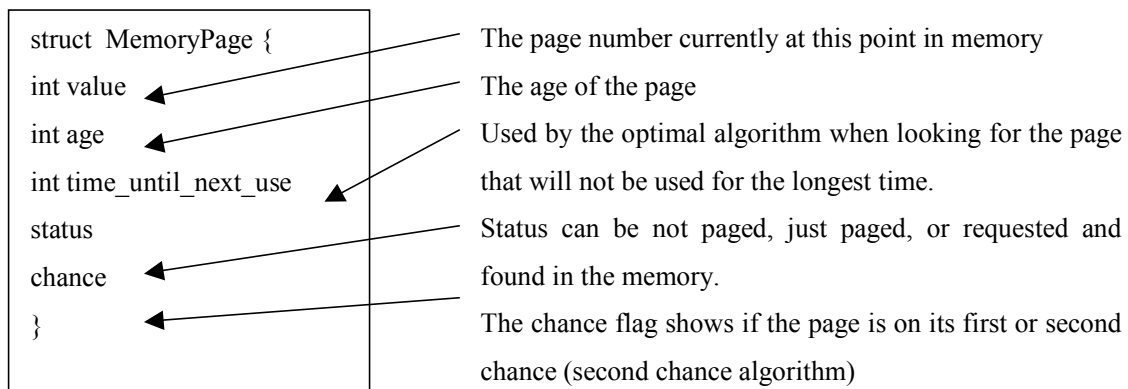 struct MemoryPage {
int value
int age
int time_until_next_use
status
chance
}
The page number currently at this point in memory
The age of the page
Used by the optimal algorithm when looking for the page
that will not be used for the longest time.
Status can be not paged, just paged, or requested and
found in the memory.
The chance flag shows if the page is on its first or second
chance (second chance algorithm)